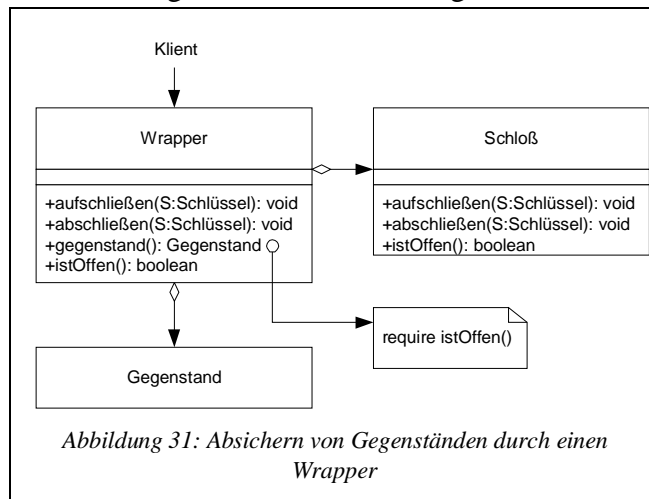 Klient
Wrapper
+aufschließen(S:Schlüssel): void
+abschließen(S:Schlüssel): void
+gegenstand(): Gegenstand
+istOffen(): boolean
Schloß
+aufschließen(S:Schlüssel): void
+abschließen(S:Schlüssel): void
+istOffen(): boolean
require istOffen()
Gegenstand
Abbildung 31: Absichern von Gegenständen durch einen
Wrapper